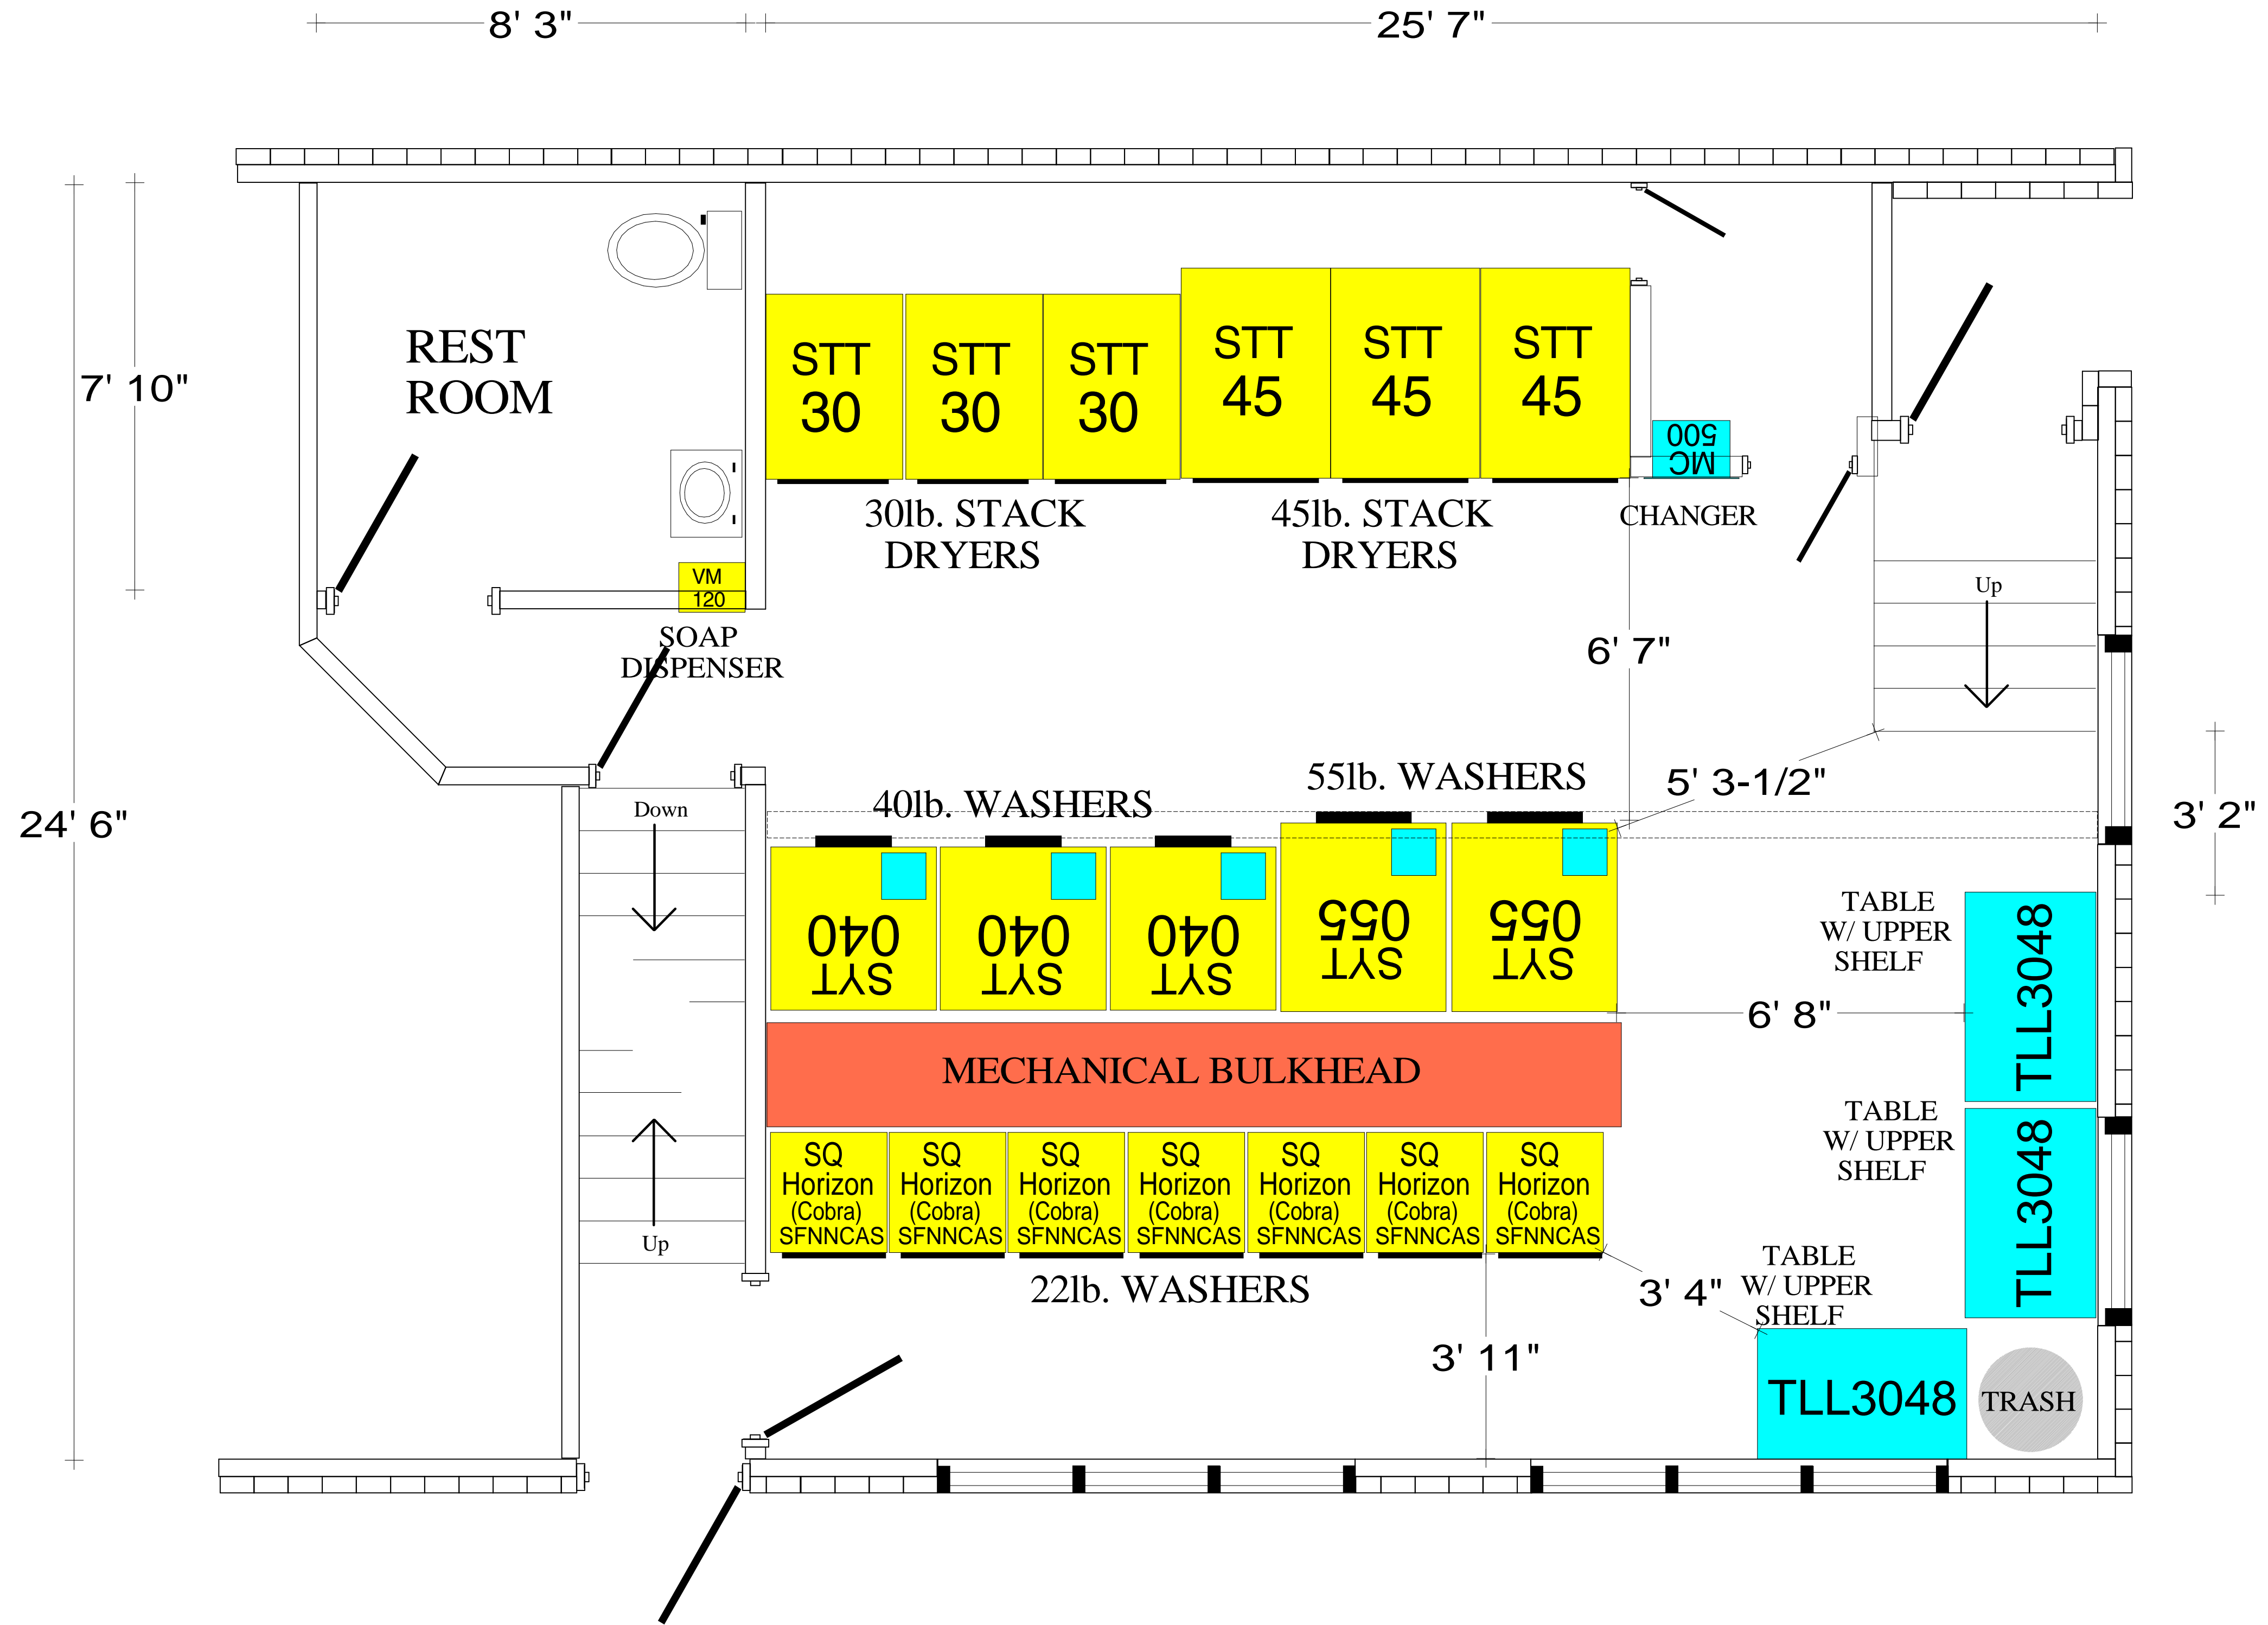 8' 3"
25' 7"
7' 10"
24' 6"
REST
ROOM
STT
30
STT
30
STT
30
STT
45
STT
45
STT
45
MC
500
30lb. STACK
DRYERS
45lb. STACK
DRYERS
CHANGER
VM
120
SOAP
DISPENSER
Up
6' 7"
5' 3-1/2"
3' 2"
Down
40lb. WASHERS
55lb. WASHERS
SYT
040
SYT
040
SYT
040
SYT
055
SYT
055
TABLE
W/ UPPER
SHELF
TLL3048
6' 8"
MECHANICAL BULKHEAD
TABLE
W/ UPPER
SHELF
TLL3048
SQ
Horizon
(Cobra)
SFNNCAS
SQ
Horizon
(Cobra)
SFNNCAS
SQ
Horizon
(Cobra)
SFNNCAS
SQ
Horizon
(Cobra)
SFNNCAS
SQ
Horizon
(Cobra)
SFNNCAS
SQ
Horizon
(Cobra)
SFNNCAS
SQ
Horizon
(Cobra)
SFNNCAS
Up
22lb. WASHERS
3' 4"
TABLE
W/ UPPER
SHELF
3' 11"
TLL3048
TRASH